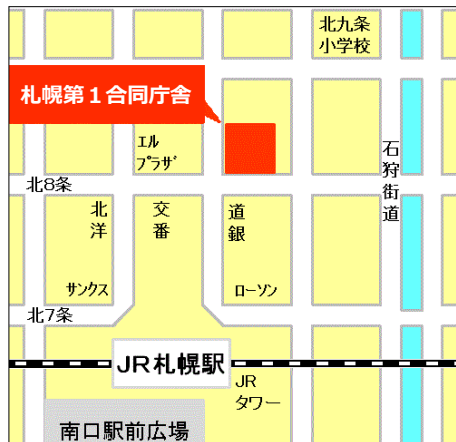 北九条
小学校
札幌第１合同庁舎
エル
プラザ
石狩街道
北8条
北洋
交番
道銀
サンクス
ローソン
北7条
JR札幌駅
JR
タワー
南口駅前広場